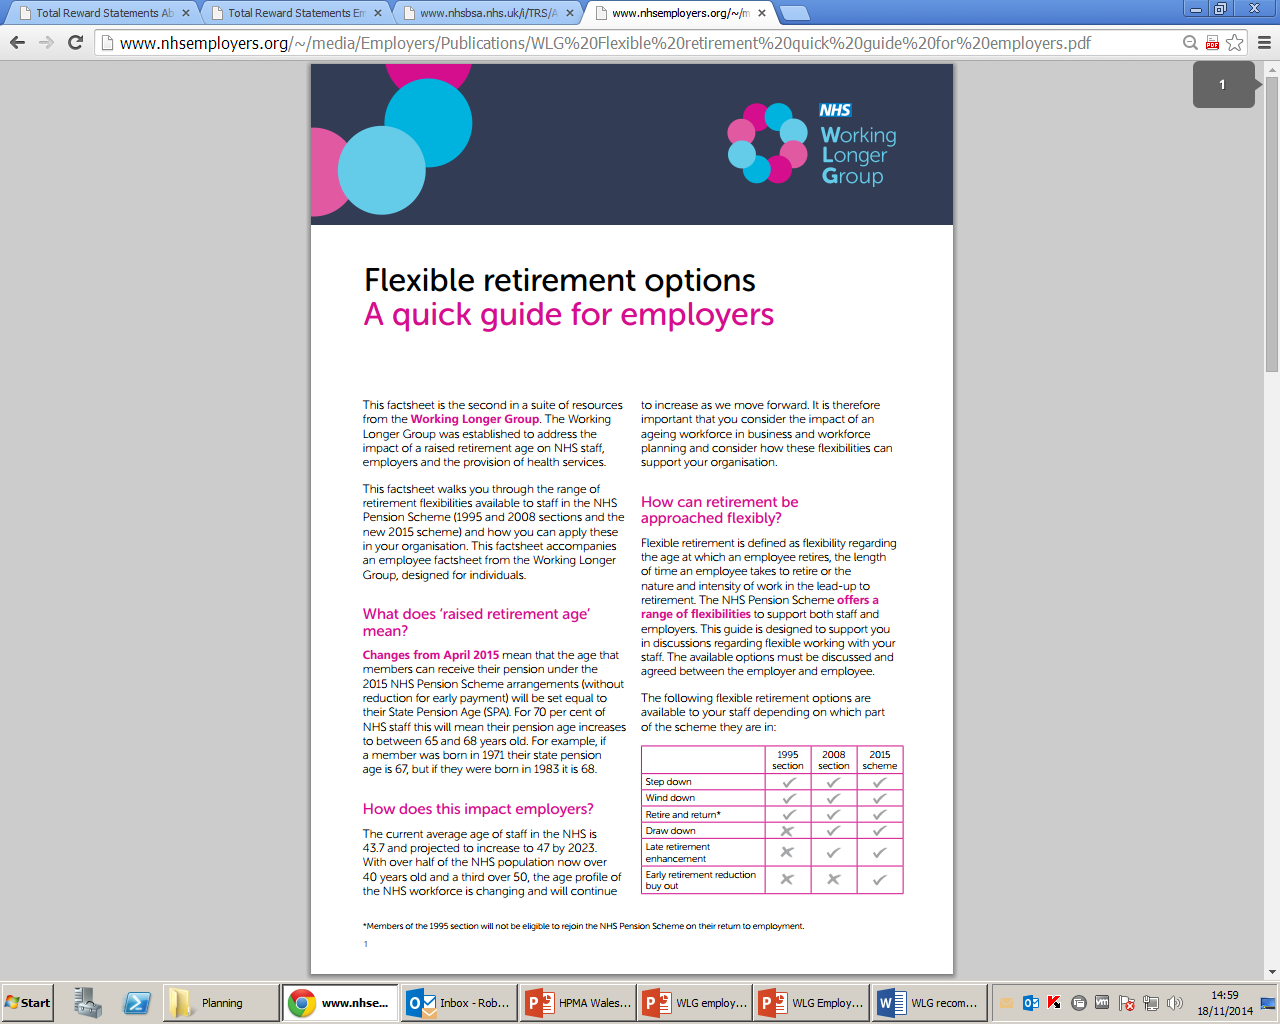 Total Reward Statements Ab
Total Reward Statements Em
www.nhsbsa.nhs.uk/i/TRS/A
www.nhsemployers.org/~/m
www.nhsemployers.org/~/media/Employers/Publications/WLG%20Flexible%20retirement%20quick%20guide%20for%20employers.pdf
1
NHS
Working
Longer
Group
Flexible retirement options
A quick guide for employers
This factsheet is the second in a suite of resources
from the Working Longer Group. The Working
Longer Group was established to address the
impact of a raised retirement age on NHS staff,
employers and the provision of health services.
This factsheet walks you through the range of
retirement flexibilities available to staff in the NHS
Pension Scheme (1995 and 2008 sections and the
new 2015 scheme) and how you can apply these
in your organisation. This factsheet accompanies
an employee factsheet from the Working Longer
Group, designed for individuals.
What does ‘raised retirement age’
mean?
Changes from April 2015 mean that the age that
members can receive their pension under the
2015 NHS Pension Scheme arrangements (without
reduction for early payment) will be set equal to
their State Pension Age (SPA). For 70 per cent of
NHS staff this will mean their pension age increases
to between 65 and 68 years old. For example, if
a member was born in 1971 their state pension
age is 67, but if they were born in 1983 it is 68.
How does this impact employers?
The current average age of staff in the NHS is
43.7 and projected to increase to 47 by 2023.
With over half of the NHS population now over
40 years old and a third over 50, the age profile of
the NHS workforce is changing and will continue
to increase as we move forward. It is therefore
important that you consider the impact of an
ageing workforce in business and workforce
planning and consider how these flexibilities can
support your organisation.
How can retirement be
approached flexibly?
Flexible retirement is defined as flexibility regarding
the age at which an employee retires, the length
of time an employee takes to retire or the
nature and intensity of work in the lead-up to
retirement. The NHS Pension Scheme offers a
range of flexibilities to support both staff and
employers. This guide is designed to support you
in discussions regarding flexible working with your
staff. The available options must be discussed and
agreed between the employer and employee.
The following flexible retirement options are
available to your staff depending on which part
of the scheme they are in:
1995 section 2008 section 2015 scheme
Step down ✓ ✓ ✓
Wind down ✓ ✓ ✓
Retire and return* ✓ ✓ ✓
Draw down ✗ ✓ ✓
Late retirement enhancement ✗ ✓ ✓
Early retirement reduction buy out ✗ ✗ ✓
*Members of the 1995 section will not be eligible to rejoin the NHS Pension Scheme on their return to employment.
1
Start
Planning
www.nhse...
Inbox - Rob...
HPMA Wales...
WLG employ...
WLG Employ...
WLG recom...
14:59
18/11/2014